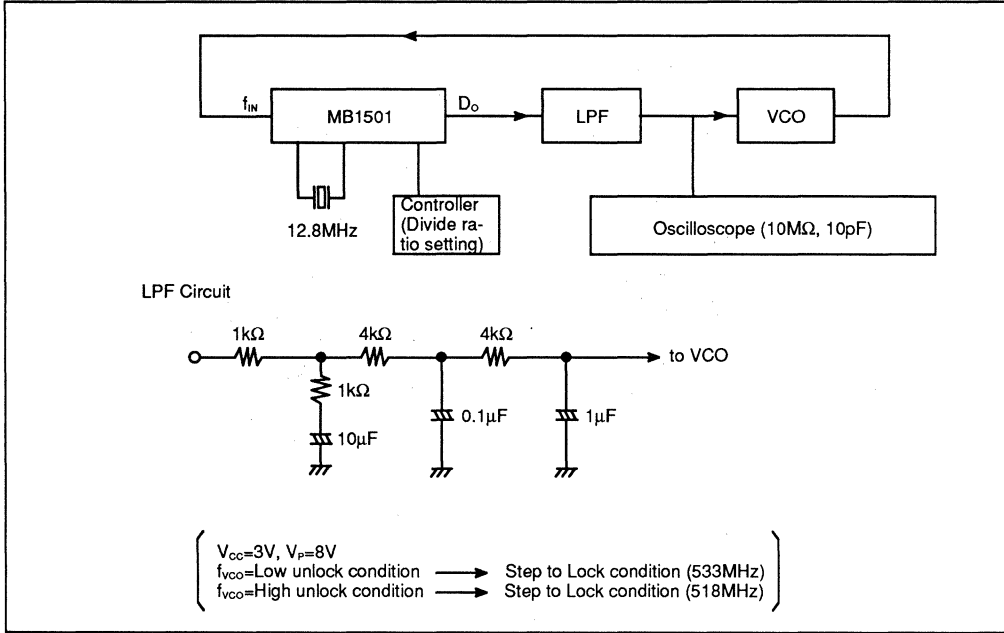 f_IN
MB1501
D_O
LPF
VCO
12.8MHz
Controller
(Divide ra-
tio setting)
Oscilloscope (10MΩ, 10pF)
LPF Circuit
1kΩ
4kΩ
4kΩ
to VCO
1kΩ
10μF
0.1μF
1μF
V_CC=3V, V_P=8V
f_VCO=Low unlock condition → Step to Lock condition (533MHz)
f_VCO=High unlock condition → Step to Lock condition (518MHz)